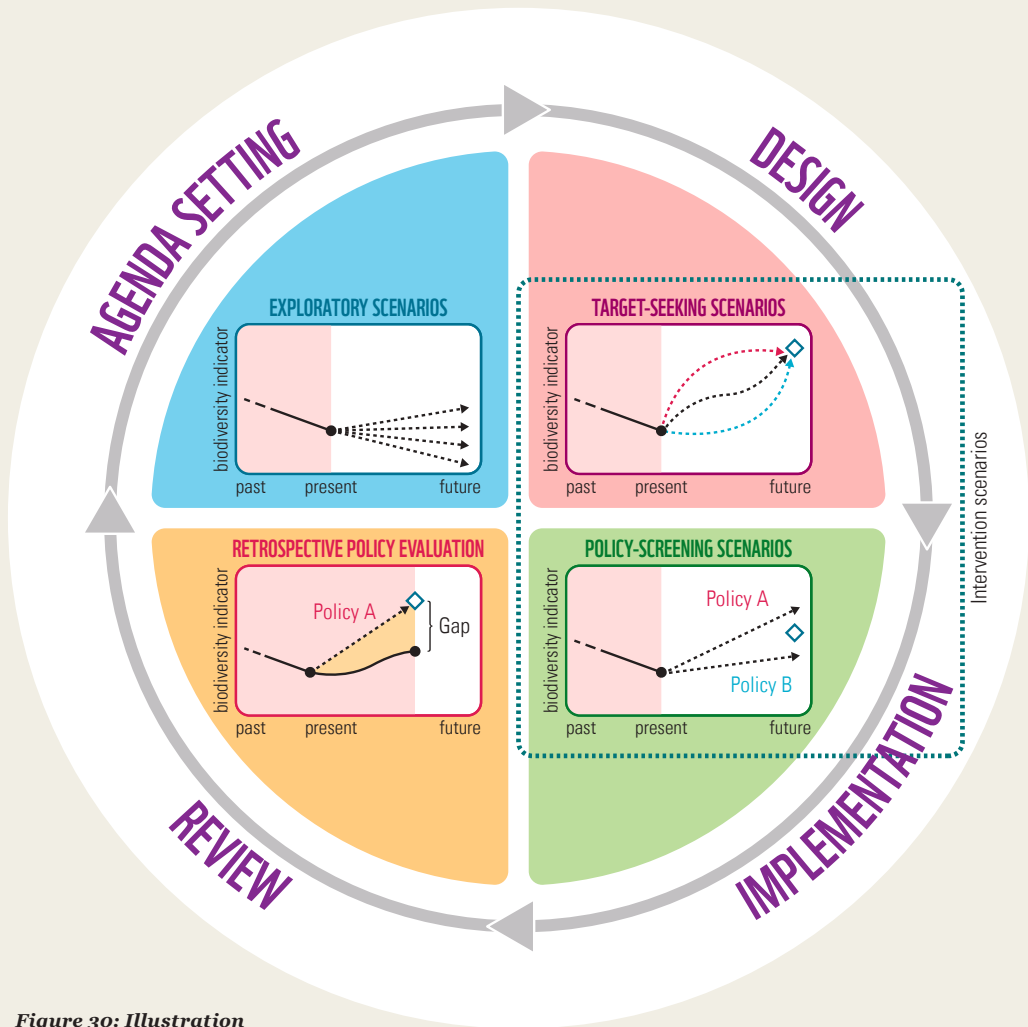 AGENDA SETTING
DESIGN
EXPLORATORY SCENARIOS
biodiversity indicator
past present future
TARGET-SEEKING SCENARIOS
biodiversity indicator
past present future
Intervention scenarios
RETROSPECTIVE POLICY EVALUATION
biodiversity indicator
Policy A
Gap
past present future
POLICY-SCREENING SCENARIOS
biodiversity indicator
Policy A
Policy B
past present future
REVIEW
IMPLEMENTATION
Figure 30: Illustration